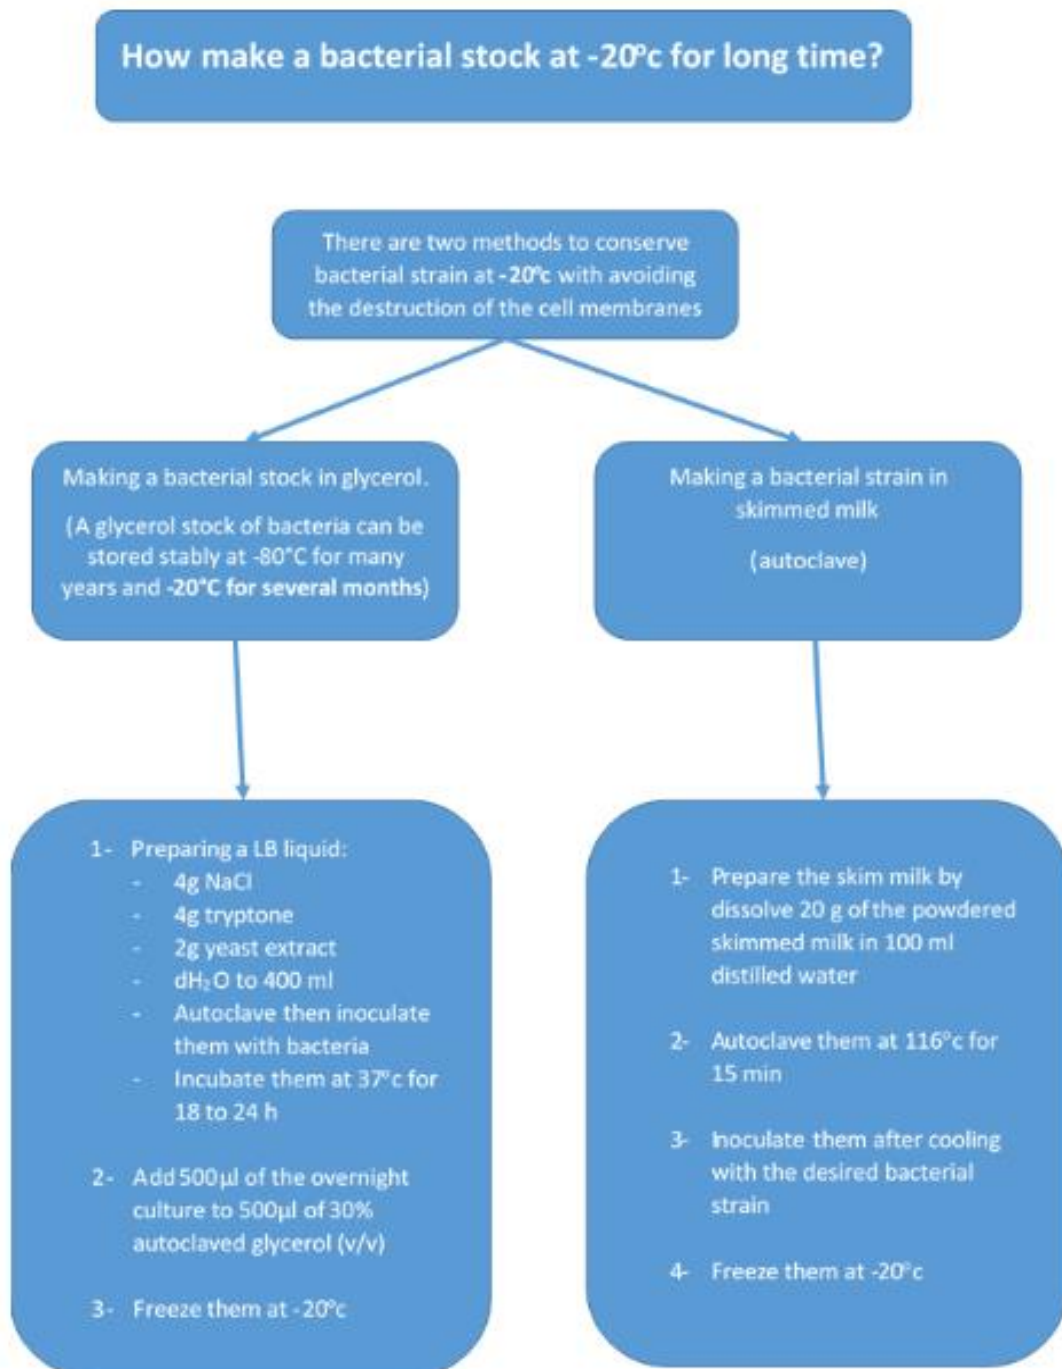 How make a bacterial stock at -20°c for long time?
There are two methods to conserve
bacterial strain at -20°c with avoiding
the destruction of the cell membranes
Making a bacterial stock in glycerol.
(A glycerol stock of bacteria can be
stored stably at -80°C for many
years and -20°C for several months)
Making a bacterial strain in
skimmed milk
(autoclave)
1- Preparing a LB liquid:
- 4g NaCl
- 4g tryptone
- 2g yeast extract
- dH₂O to 400 ml
- Autoclave then inoculate
them with bacteria
- Incubate them at 37°c for
18 to 24 h
2- Add 500µl of the overnight
culture to 500µl of 30%
autoclaved glycerol (v/v)
3- Freeze them at -20°c
1- Prepare the skim milk by
dissolve 20 g of the powdered
skimmed milk in 100 ml
distilled water
2- Autoclave them at 116°c for
15 min
3- Inoculate them after cooling
with the desired bacterial
strain
4- Freeze them at -20°c